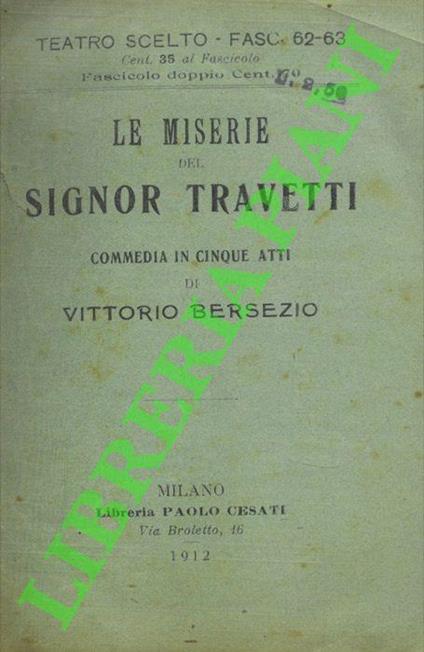 TEATRO SCELTO - FASC. 62-63
Cent. 35 al Fascicolo
Fascicolo doppio Cent.
LE MISERIE
DEL
SIGNOR TRAVETTI
COMMEDIA IN CINQUE ATTI
DI
VITTORIO BERSEZIO
MILANO
Libreria PAOLO CESATI
Via Broletto, 46
1912
LIBRERIA PIANI